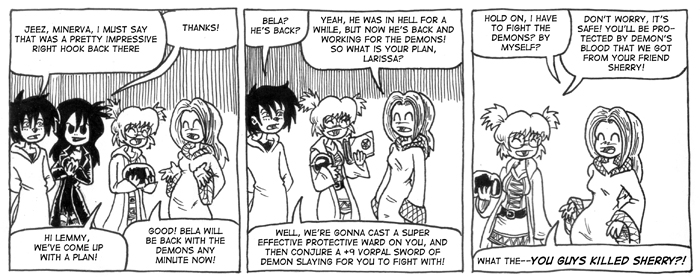 JEEZ, MINERVA, I MUST SAY
THAT WAS A PRETTY IMPRESSIVE
RIGHT HOOK BACK THERE
THANKS!
HI LEMMY,
WE'VE COME UP
WITH A PLAN!
GOOD! BELA WILL
BE BACK WITH THE
DEMONS ANY
MINUTE NOW!
BELA?
HE'S BACK?
YEAH, HE WAS IN HELL FOR A
WHILE, BUT NOW HE'S BACK AND
WORKING FOR THE DEMONS!
SO WHAT IS YOUR PLAN,
LARISSA?
WELL, WE'RE GONNA CAST A SUPER
EFFECTIVE PROTECTIVE WARD ON YOU, AND
THEN CONJURE A +9 VORPAL SWORD OF
DEMON SLAYING FOR YOU TO FIGHT WITH!
HOLD ON, I HAVE
TO FIGHT THE
DEMONS? BY
MYSELF?
DON'T WORRY, IT'S
SAFE! YOU'LL BE PRO-
TECTED BY DEMON'S
BLOOD THAT WE GOT
FROM YOUR FRIEND
SHERRY!
WHAT THE--YOU GUYS KILLED SHERRY?!